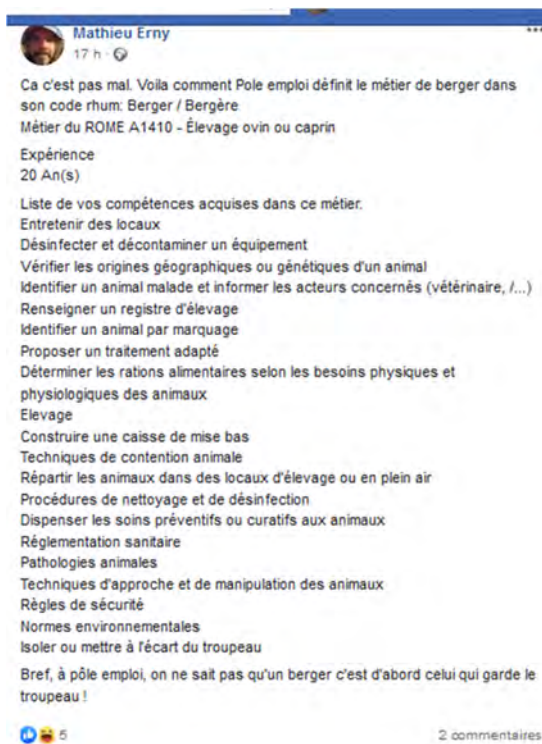 Mathieu Erny
17 h ·
Ca c'est pas mal. Voila comment Pole emploi définit le métier de berger dans
son code rhum: Berger / Bergère
Métier du ROME A1410 - Élevage ovin ou caprin
Expérience
20 An(s)
Liste de vos compétences acquises dans ce métier.
Entretenir des locaux
Désinfecter et décontaminer un équipement
Vérifier les origines géographiques ou génétiques d'un animal
Identifier un animal malade et informer les acteurs concernés (vétérinaire, /...)
Renseigner un registre d'élevage
Identifier un animal par marquage
Proposer un traitement adapté
Déterminer les rations alimentaires selon les besoins physiques et
physiologiques des animaux
Elevage
Construire une caisse de mise bas
Techniques de contention animale
Répartir les animaux dans des locaux d'élevage ou en plein air
Procédures de nettoyage et de désinfection
Dispenser les soins préventifs ou curatifs aux animaux
Réglementation sanitaire
Pathologies animales
Techniques d'approche et de manipulation des animaux
Règles de sécurité
Normes environnementales
Isoler ou mettre à l'écart du troupeau
Bref, à pôle emploi, on ne sait pas qu'un berger c'est d'abord celui qui garde le
troupeau !
5 2 commentaires